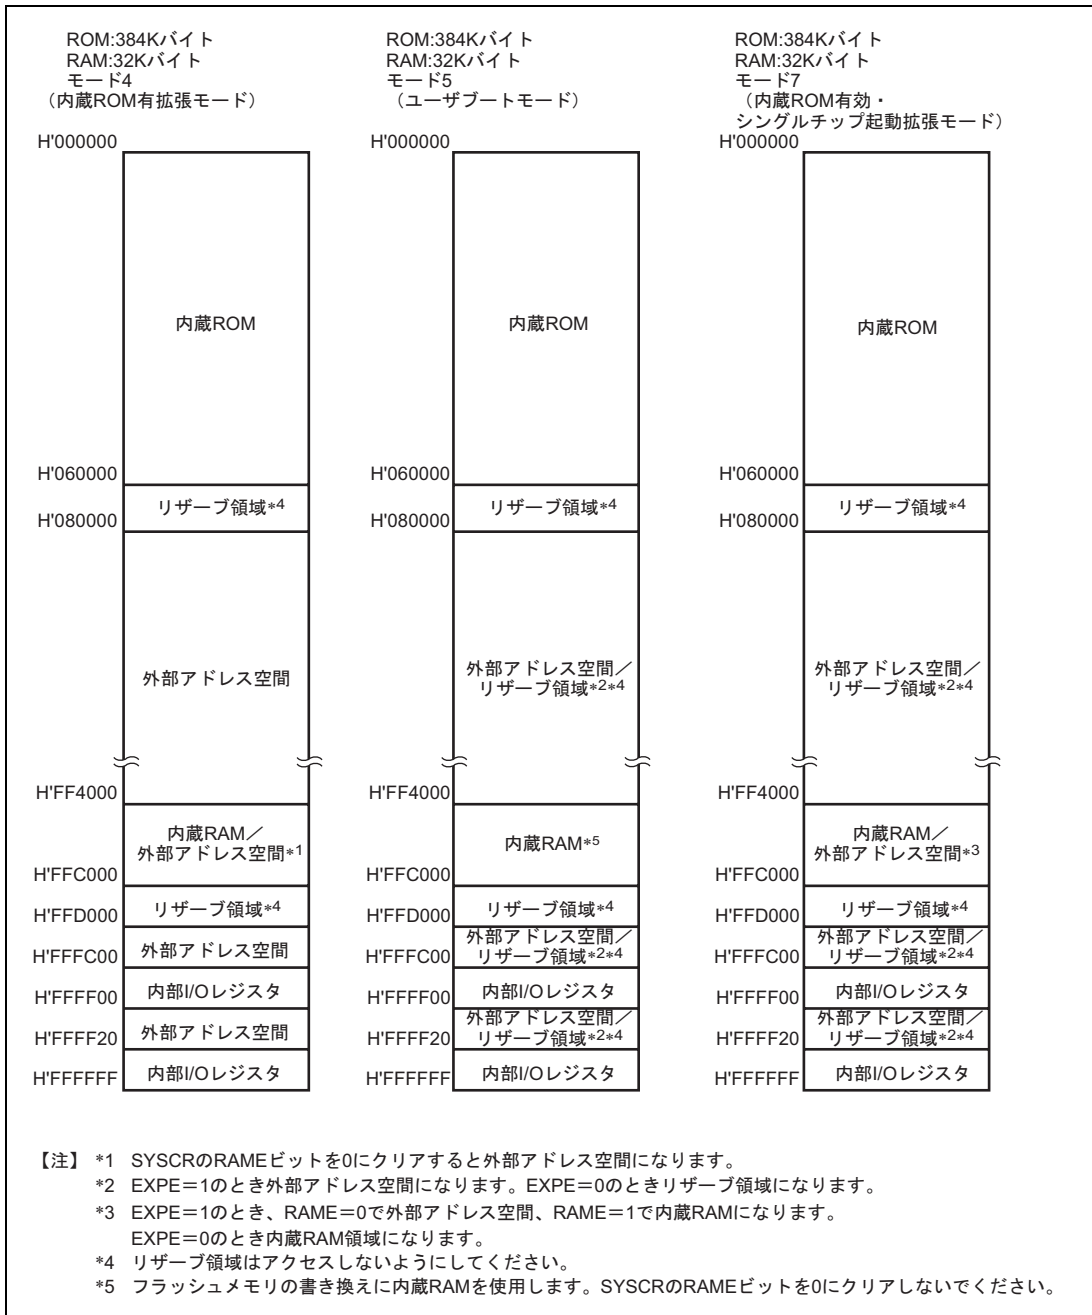 ROM:384Kバイト
RAM:32Kバイト
モード4
（内蔵ROM有拡張モード）
H'000000
内蔵ROM
H'060000
リザーブ領域*4
H'080000
外部アドレス空間
H'FF4000
内蔵RAM／
外部アドレス空間*1
H'FFC000
リザーブ領域*4
H'FFD000
外部アドレス空間
H'FFFC00
内部I/Oレジスタ
H'FFFF00
外部アドレス空間
H'FFFF20
内部I/Oレジスタ
H'FFFFFF
ROM:384Kバイト
RAM:32Kバイト
モード5
（ユーザブートモード）
H'000000
内蔵ROM
H'060000
リザーブ領域*4
H'080000
外部アドレス空間／
リザーブ領域*2*4
H'FF4000
内蔵RAM*5
H'FFC000
リザーブ領域*4
H'FFD000
外部アドレス空間／
リザーブ領域*2*4
H'FFFC00
内部I/Oレジスタ
H'FFFF00
外部アドレス空間／
リザーブ領域*2*4
H'FFFF20
内部I/Oレジスタ
H'FFFFFF
ROM:384Kバイト
RAM:32Kバイト
モード7
（内蔵ROM有効・
シングルチップ起動拡張モード）
H'000000
内蔵ROM
H'060000
リザーブ領域*4
H'080000
外部アドレス空間／
リザーブ領域*2*4
H'FF4000
内蔵RAM／
外部アドレス空間*3
H'FFC000
リザーブ領域*4
H'FFD000
外部アドレス空間／
リザーブ領域*2*4
H'FFFC00
内部I/Oレジスタ
H'FFFF00
外部アドレス空間／
リザーブ領域*2*4
H'FFFF20
内部I/Oレジスタ
H'FFFFFF
【注】 *1 SYSCRのRAMEビットを0にクリアすると外部アドレス空間になります。
*2 EXPE＝1のとき外部アドレス空間になります。EXPE＝0のときリザーブ領域になります。
*3 EXPE＝1のとき、RAME＝0で外部アドレス空間、RAME＝1で内蔵RAMになります。
EXPE＝0のとき内蔵RAM領域になります。
*4 リザーブ領域はアクセスしないようにしてください。
*5 フラッシュメモリの書き換えに内蔵RAMを使用します。SYSCRのRAMEビットを0にクリアしないでください。